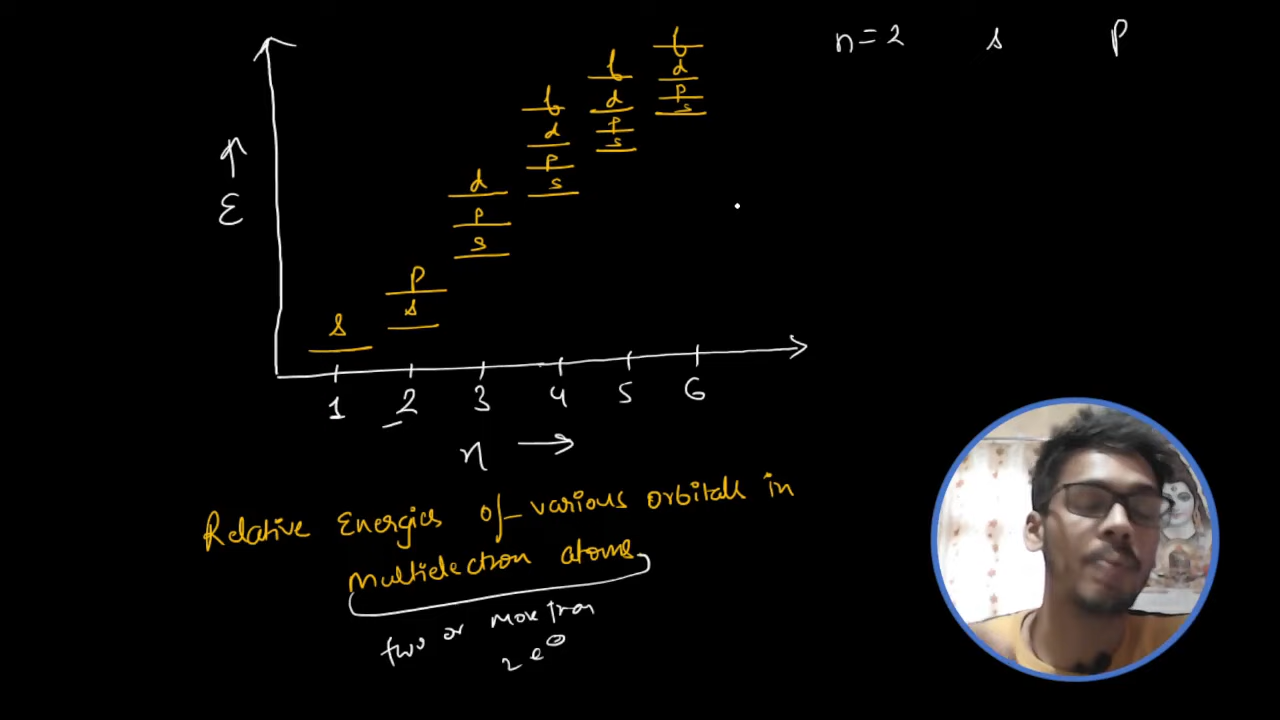 n=2 s p
f
f d
f d p
d p s
d p s
p s
d
p
s
p
s
s
↑
ε
1 2 3 4 5 6
n →
Relative Energies of various orbitals in
Multielectron atoms
two or more than
2 e⊖